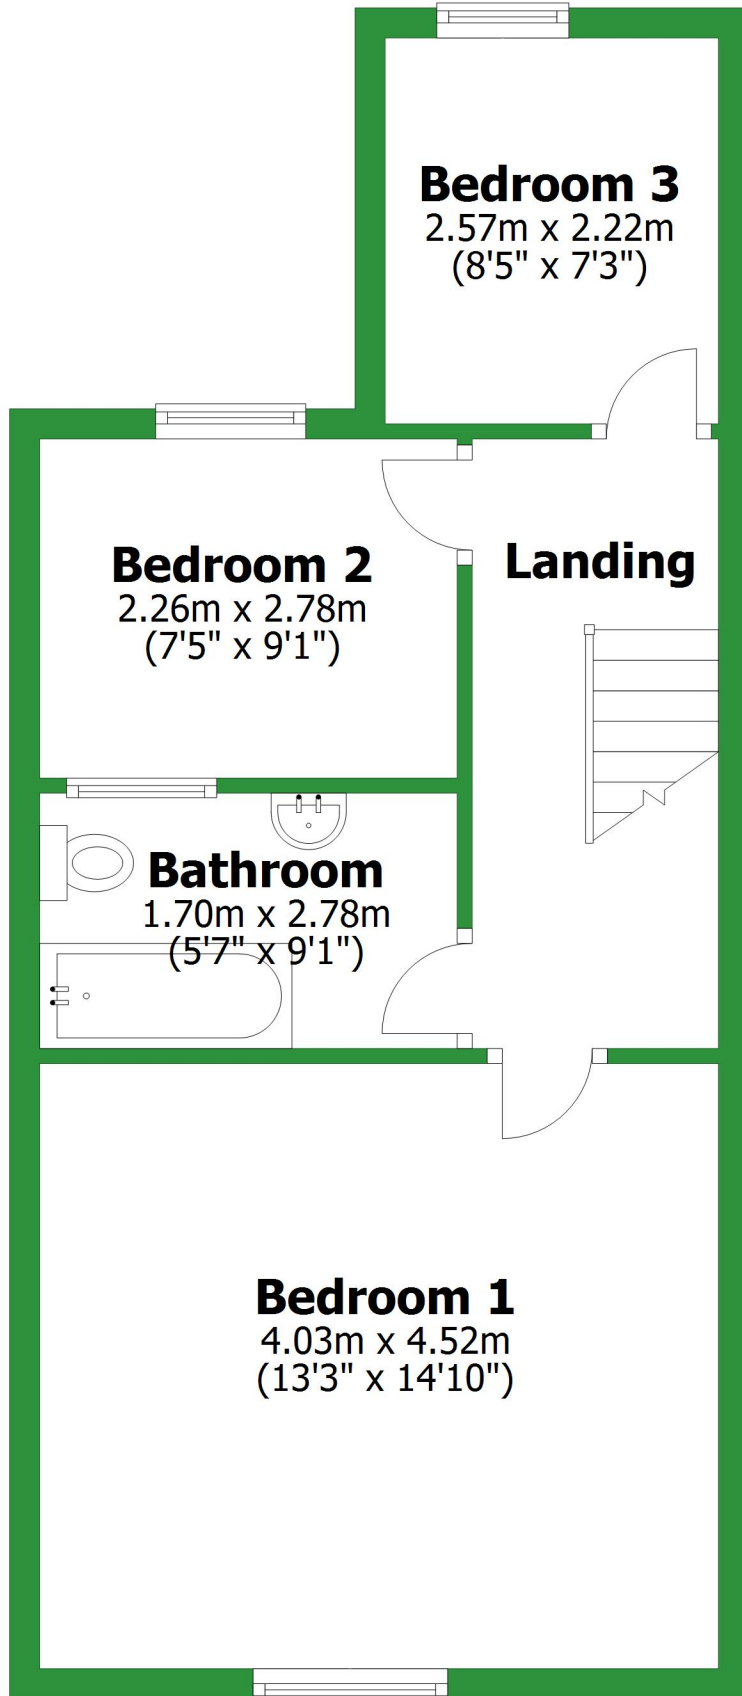 Bedroom 3
2.57m x 2.22m
(8'5" x 7'3")
Bedroom 2
2.26m x 2.78m
(7'5" x 9'1")
Landing
Bathroom
1.70m x 2.78m
(5'7" x 9'1")
Bedroom 1
4.03m x 4.52m
(13'3" x 14'10")